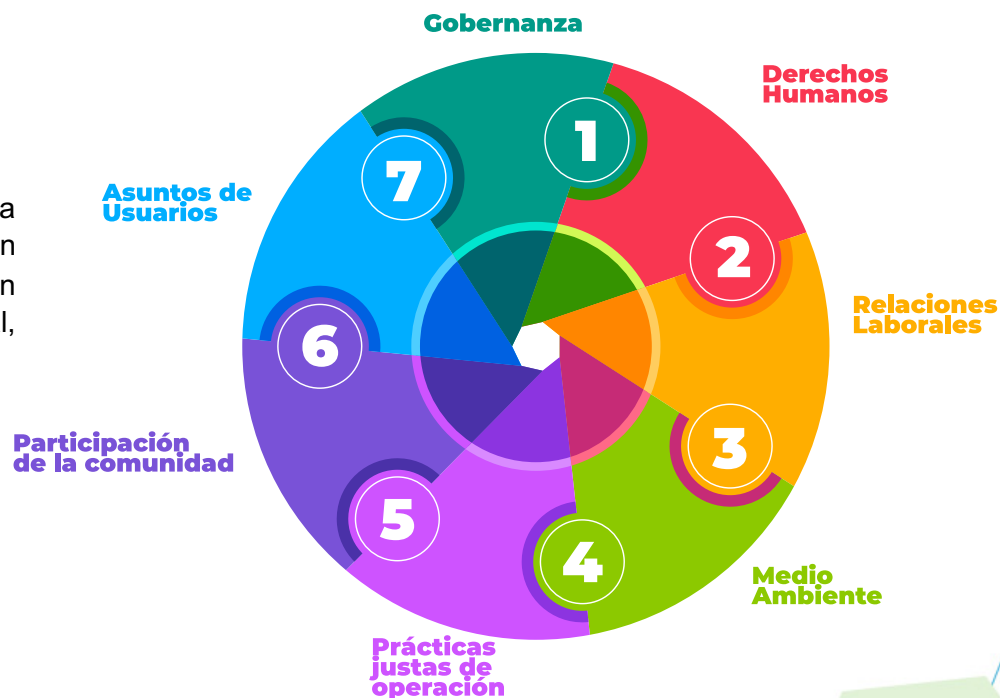 Gobernanza
Derechos
Humanos
Relaciones
Laborales
Medio
Ambiente
Prácticas
justas de
operación
Participación
de la comunidad
Asuntos de
Usuarios
1
2
3
4
5
6
7
a
n
n
l,